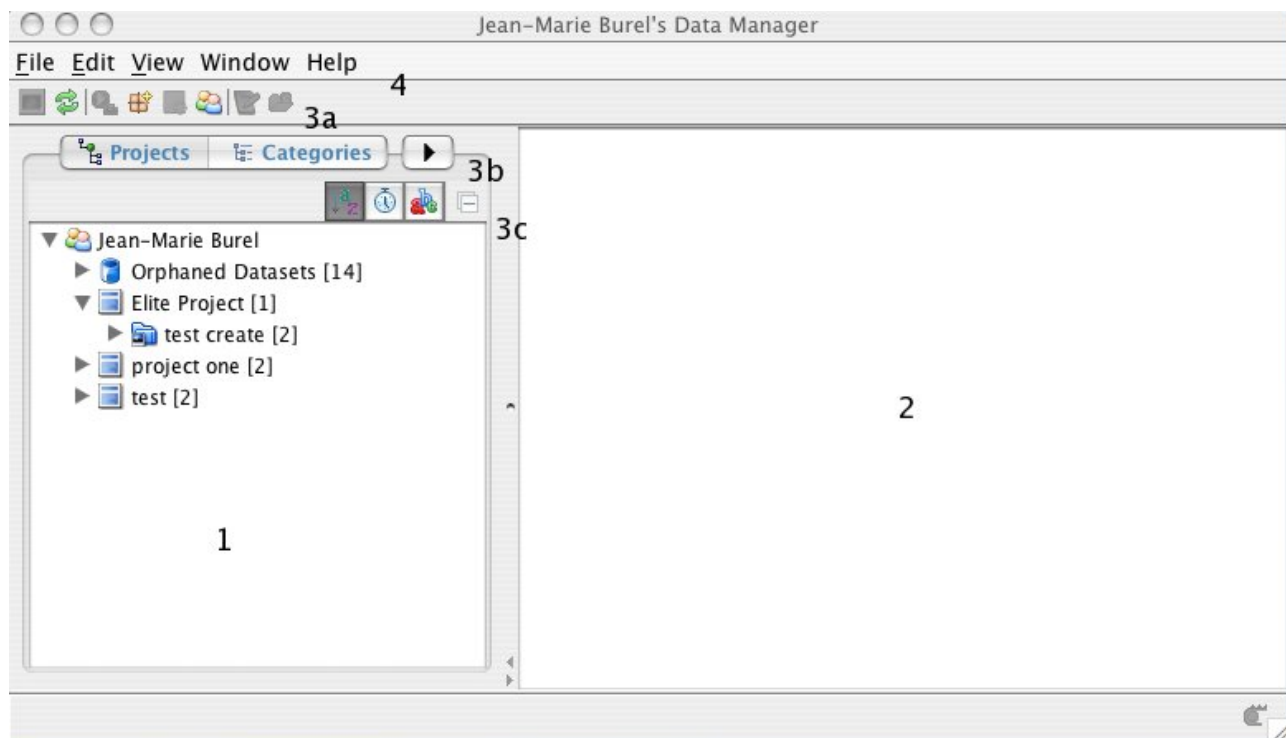 Jean-Marie Burel's Data Manager
File Edit View Window Help
4
3a
Projects Categories
3b
3c
Jean-Marie Burel
Orphaned Datasets [14]
Elite Project [1]
test create [2]
project one [2]
test [2]
2
1